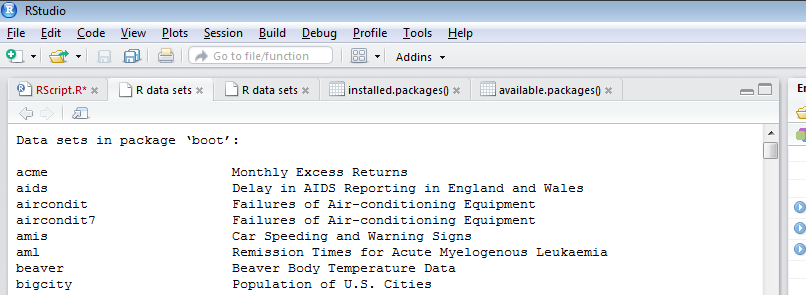 RStudio
File Edit Code View Plots Session Build Debug Profile Tools Help
Go to file/function Addins
RScript.R* R data sets R data sets installed.packages() available.packages()
Data sets in package ‘boot’:
acme Monthly Excess Returns
aids Delay in AIDS Reporting in England and Wales
aircondit Failures of Air-conditioning Equipment
aircondit7 Failures of Air-conditioning Equipment
amis Car Speeding and Warning Signs
aml Remission Times for Acute Myelogenous Leukaemia
beaver Beaver Body Temperature Data
bigcity Population of U.S. Cities